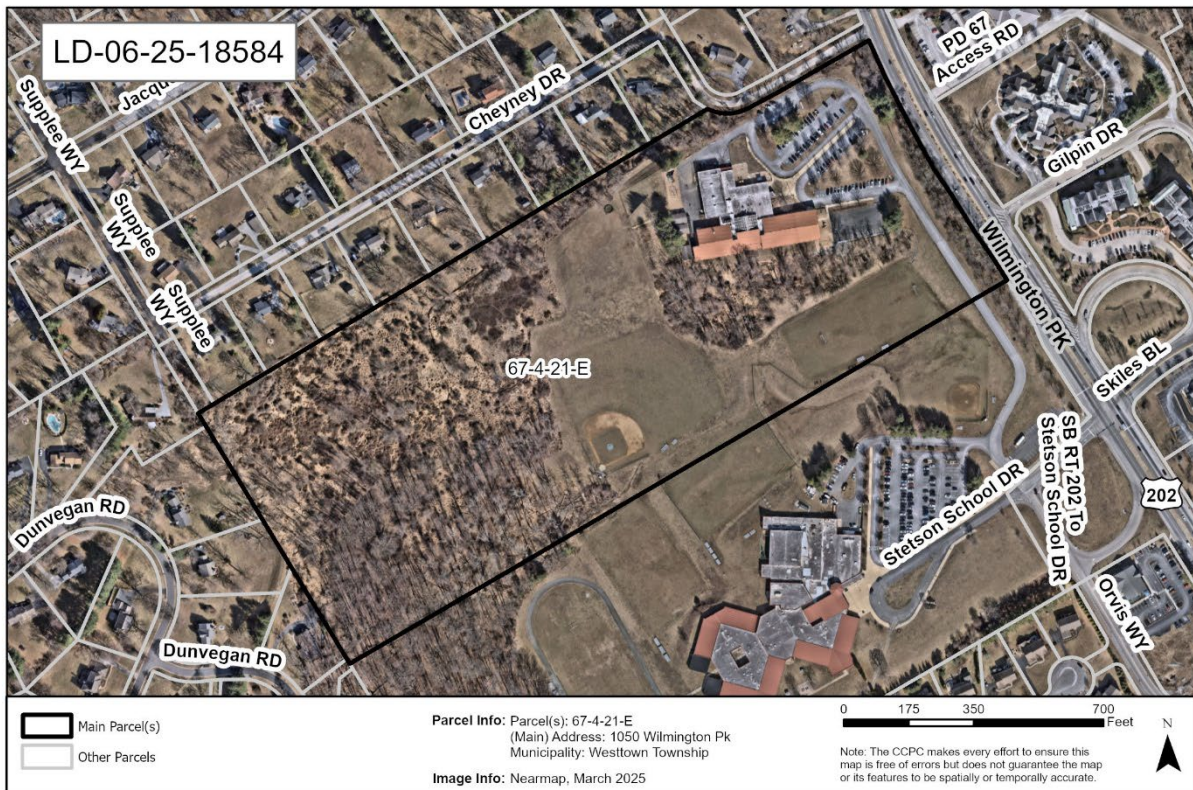 LD-06-25-18584
PD 67
Access RD
Supplee WY
Cheyney DR
Gilpin DR
Supplee
WY
Supplee
WY
Wilmington PK
67-4-21-E
Skiles BL
SB RT 202 To
Stetson School DR
Stetson School DR
202
Dunvegan RD
Orvis WY
Dunvegan RD
Main Parcel(s)
Other Parcels
Parcel Info: Parcel(s): 67-4-21-E
(Main) Address: 1050 Wilmington Pk
Municipality: Westtown Township
Image Info: Nearmap, March 2025
0 175 350 700
Feet
N
Note: The CCPC makes every effort to ensure this
map is free of errors but does not guarantee the map
or its features to be spatially or temporally accurate.